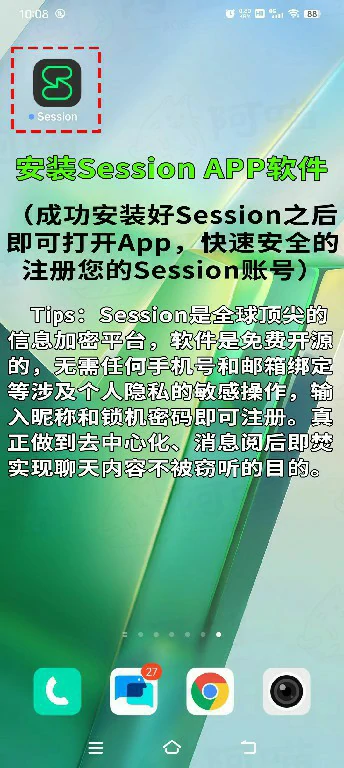 10:08
88
Session
安装Session APP软件
（成功安装好Session之后
即可打开App，快速安全的
注册您的Session账号）
Tips：Session是全球顶尖的
信息加密平台，软件是免费开源
的，无需任何手机号和邮箱绑定
等涉及个人隐私的敏感操作，输
入昵称和锁机密码即可注册。真
正做到去中心化、消息阅后即焚
实现聊天内容不被窃听的目的。
27